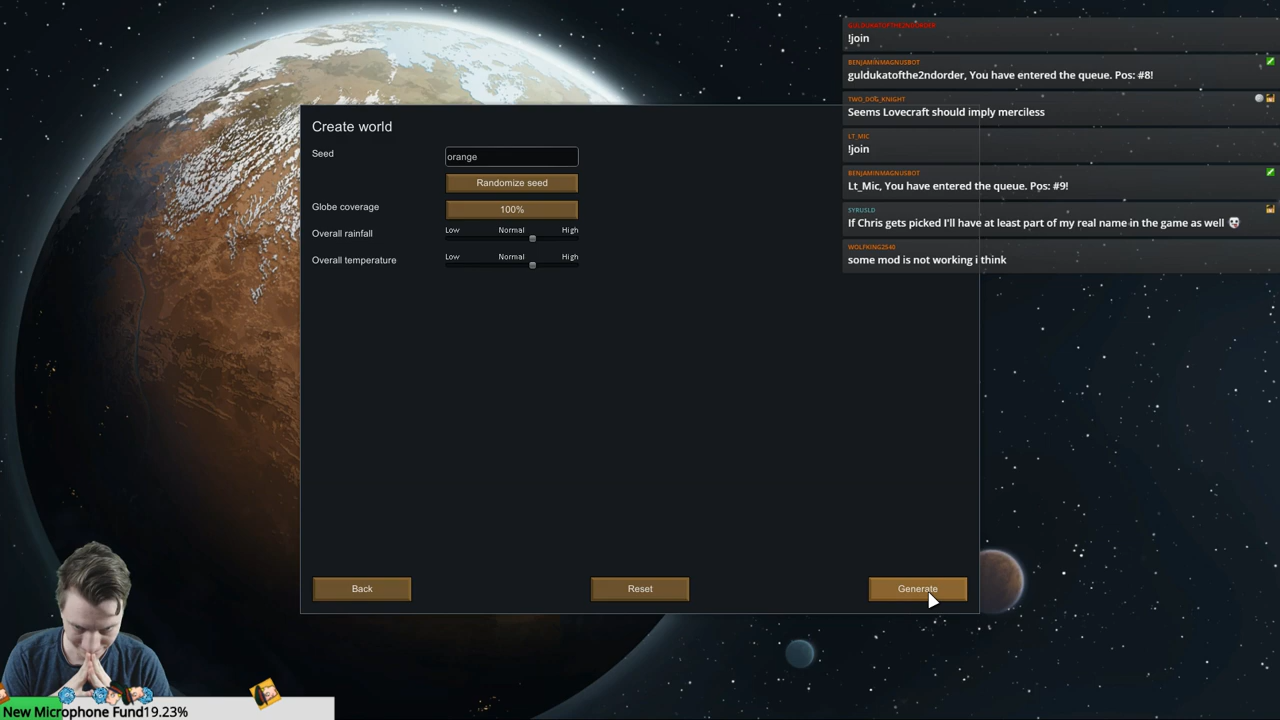 Create world
Seed
orange
Randomize seed
Globe coverage
100%
Overall rainfall
Low Normal High
Overall temperature
Low Normal High
Back
Reset
Generate
GULDUKATOFTHE2NDORDER
!join
BENJAMINMAGNUSBOT
guldukatofthe2ndorder, You have entered the queue. Pos: #8!
TWO_DOG_KNIGHT
Seems Lovecraft should imply merciless
LT_MIC
!join
BENJAMINMAGNUSBOT
Lt_Mic, You have entered the queue. Pos: #9!
SYRUSLD
If Chris gets picked I'll have at least part of my real name in the game as well
WOLFKING2540
some mod is not working i think
New Microphone Fund19.23%